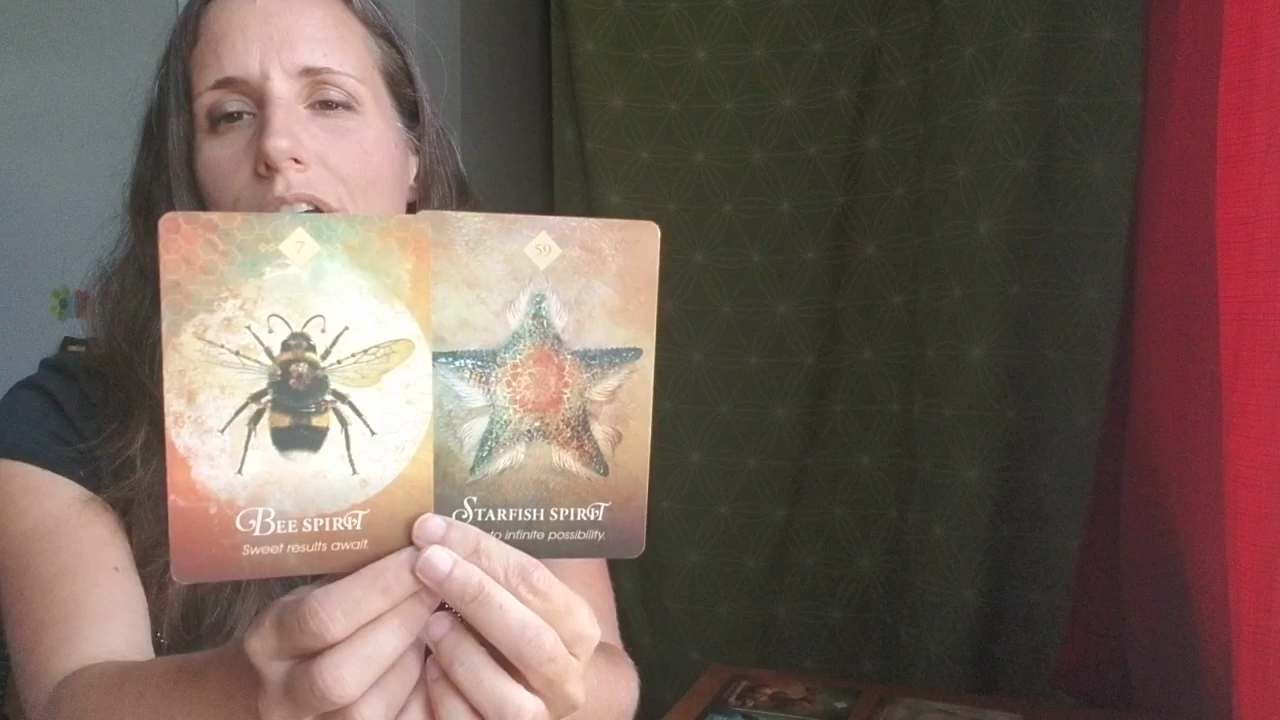 7
BEE SPIRIT
Sweet results await.
59
STARFISH SPIRIT
to infinite possibility.